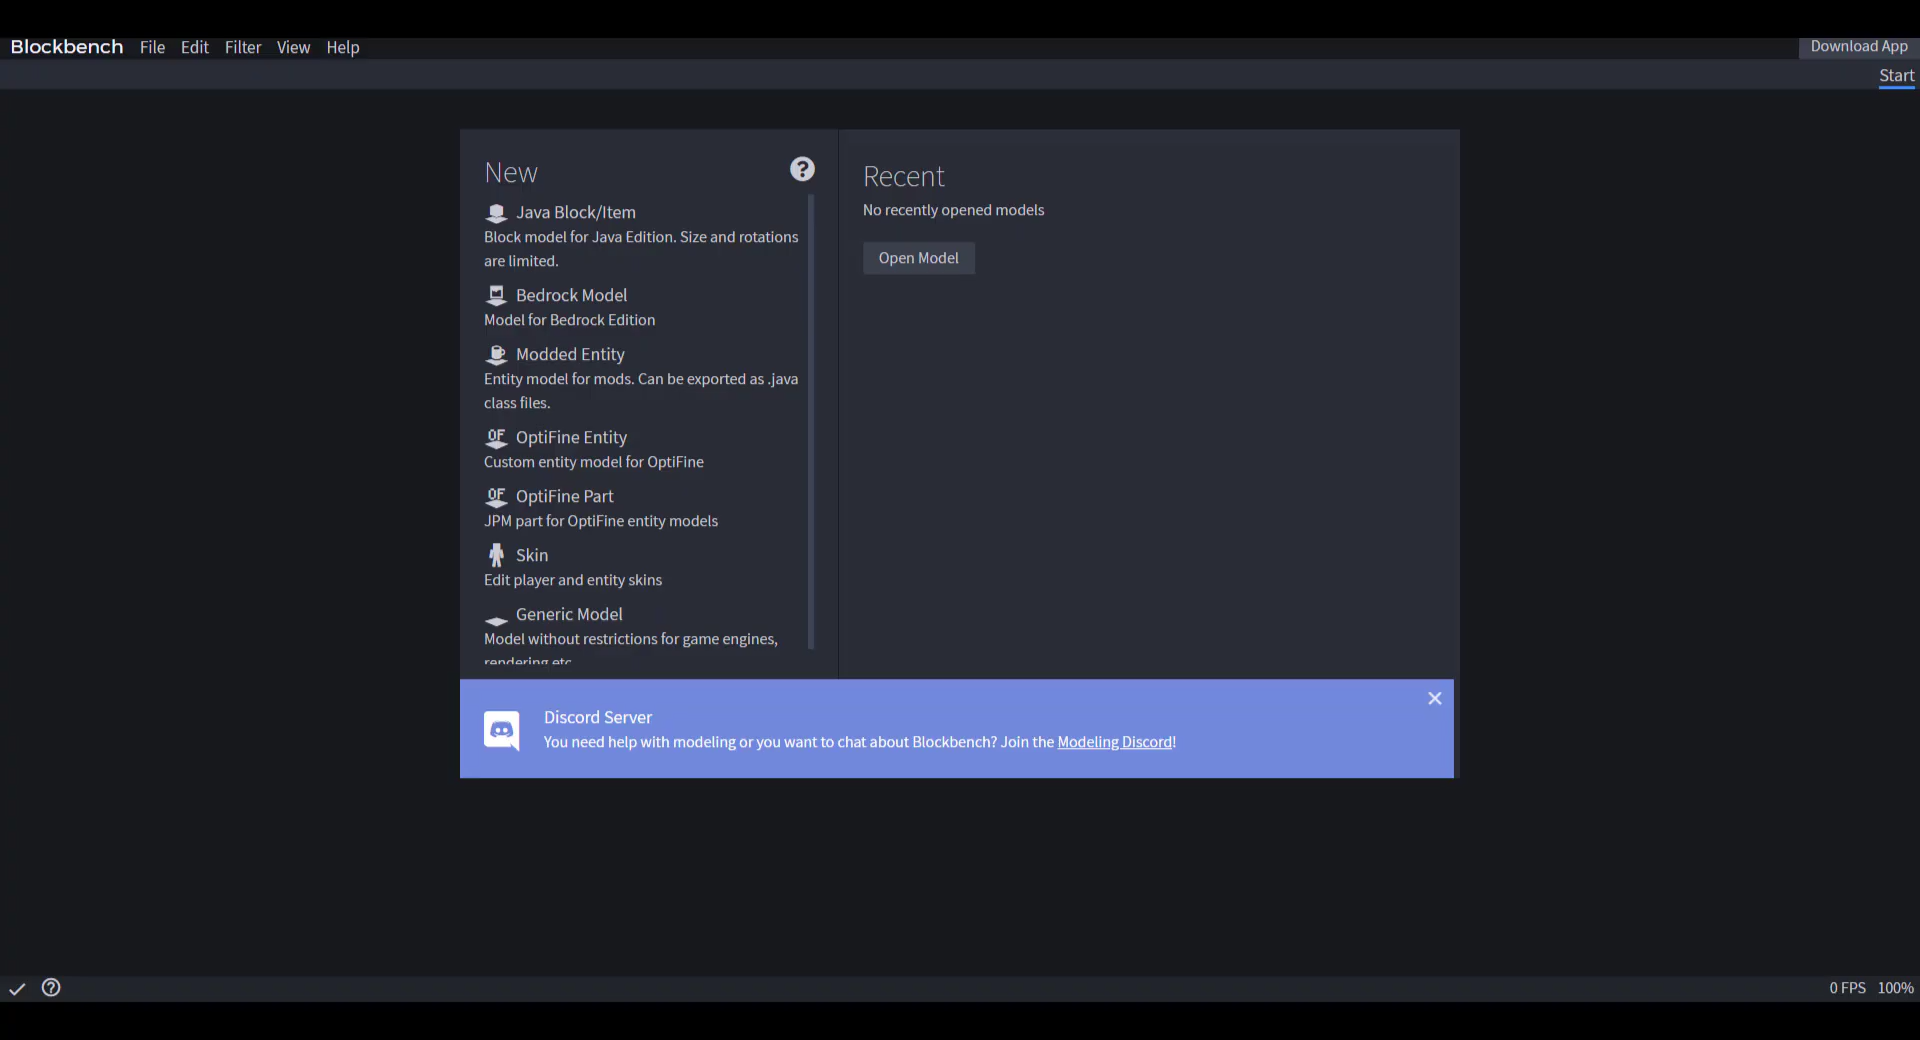 Blockbench File Edit Filter View Help
Download App
Start
New
Java Block/Item
Block model for Java Edition. Size and rotations
are limited.
Bedrock Model
Model for Bedrock Edition
Modded Entity
Entity model for mods. Can be exported as .java
class files.
OF OptiFine Entity
Custom entity model for OptiFine
OF OptiFine Part
JPM part for OptiFine entity models
Skin
Edit player and entity skins
Generic Model
Model without restrictions for game engines,
rendering etc
Recent
No recently opened models
Open Model
Discord Server
You need help with modeling or you want to chat about Blockbench? Join the Modeling Discord!
0 FPS 100%